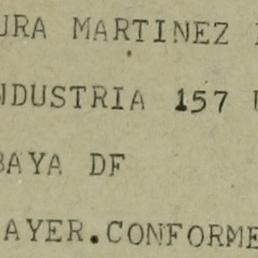 URA MARTINEZ
NDUSTRIA 157
BAYA DF
AYER.CONFORME